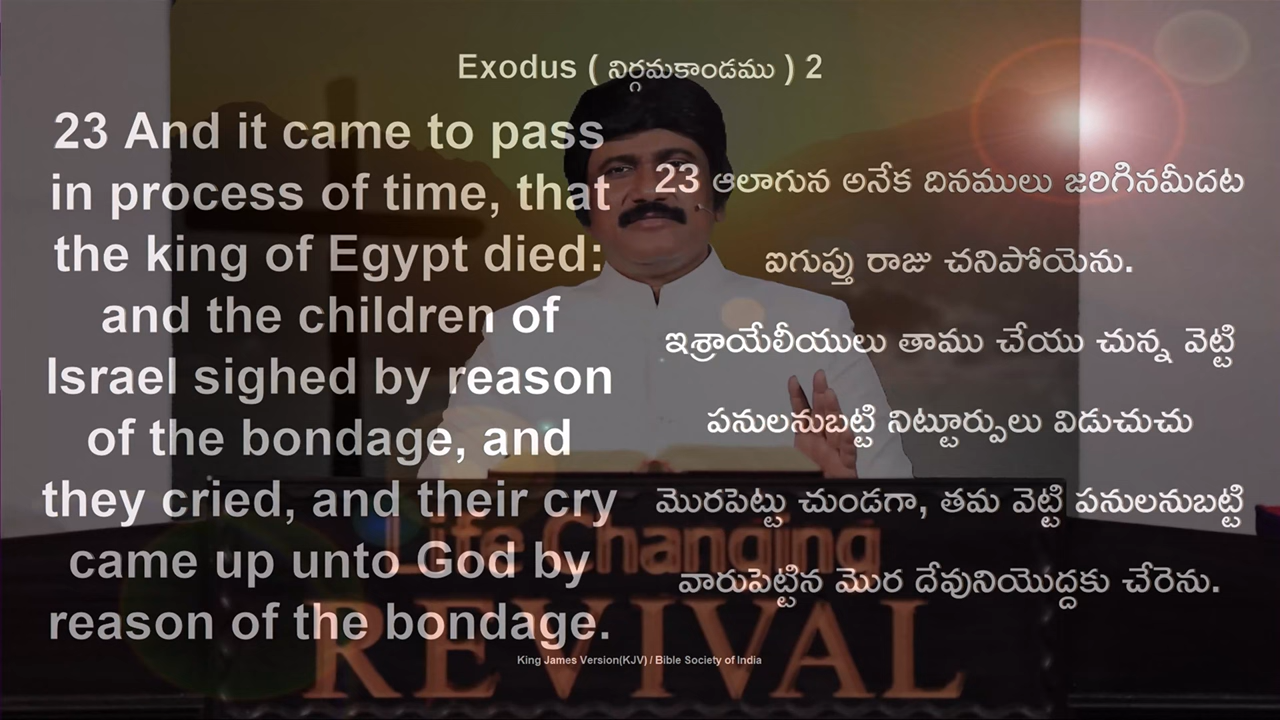 Exodus ( నిర్గమకాండము ) 2
23 And it came to pass
in process of time, that
the king of Egypt died:
and the children of
Israel sighed by reason
of the bondage, and
they cried, and their cry
came up unto God by
reason of the bondage.
23 ఆలాగున అనేక దినములు జరిగినమీదట
ఐగుప్తు రాజు చనిపోయెను.
ఇశ్రాయేలీయులు తాము చేయు చున్న వెట్టి
పనులనుబట్టి నిట్టూర్పులు విడుచుచు
మొరపెట్టు చుండగా, తమ వెట్టి పనులనుబట్టి
వారుపెట్టిన మొర దేవునియొద్దకు చేరెను.
Life Changing
REVIVAL
King James Version(KJV) / Bible Society of India